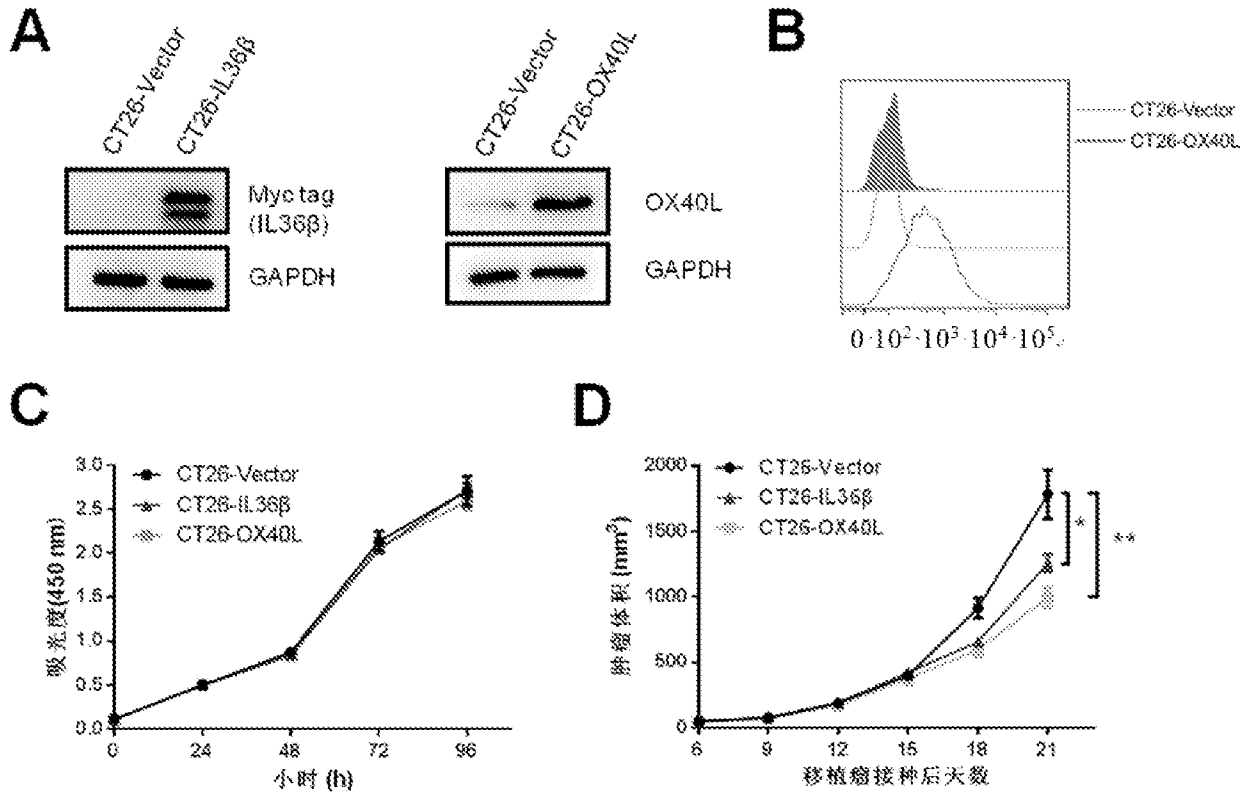 A
CT26-Vector
CT26-IL36β
Myc tag
(IL36β)
GAPDH
CT26-Vector
CT26-OX40L
OX40L
GAPDH
B
CT26-Vector
CT26-OX40L
0 10² 10³ 10⁴ 10⁵
C
CT26-Vector
CT26-IL36β
CT26-OX40L
吸光度(450 nm)
3.0
2.5
2.0
1.5
1.0
0.5
0.0
0 24 48 72 96
小时 (h)
D
CT26-Vector
CT26-IL36β
CT26-OX40L
肿瘤体积 (mm³)
2000
1500
1000
500
0
6 9 12 15 18 21
移植瘤接种后天数
*
**